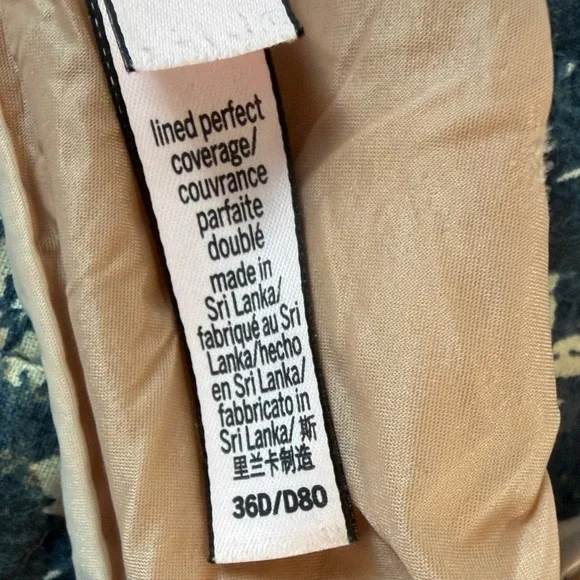 lined perfect
coverage/
couvrance
parfaite
doublé
made in
Sri Lanka/
fabriqué au Sri
Lanka/hecho
en Sri Lanka/
fabbricato in
Sri Lanka/ 斯
里兰卡制造
36D/D80